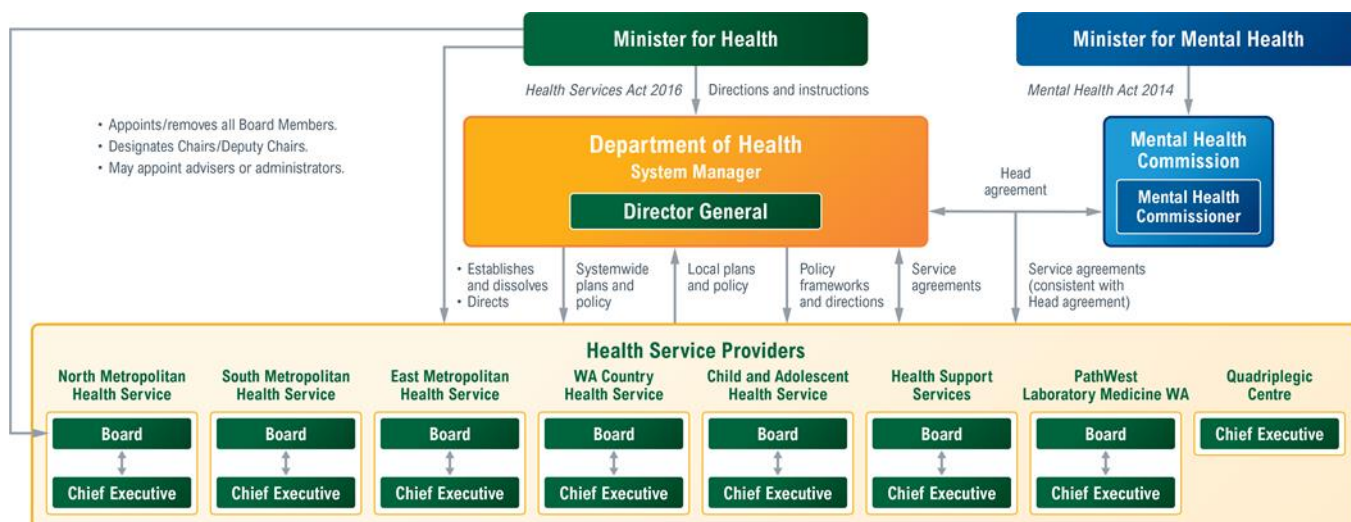 Minister for Health
Minister for Mental Health
Health Services Act 2016
Directions and instructions
Mental Health Act 2014
• Appoints/removes all Board Members.
• Designates Chairs/Deputy Chairs.
• May appoint advisers or administrators.
Department of Health
System Manager
Director General
Head
agreement
Mental Health
Commission
Mental Health
Commissioner
• Establishes
and dissolves
• Directs
Systemwide
plans and
policy
Local plans
and policy
Policy
frameworks
and directions
Service
agreements
Service agreements
(consistent with
Head agreement)
Health Service Providers
North Metropolitan
Health Service
Board
Chief Executive
South Metropolitan
Health Service
Board
Chief Executive
East Metropolitan
Health Service
Board
Chief Executive
WA Country
Health Service
Board
Chief Executive
Child and Adolescent
Health Service
Board
Chief Executive
Health Support
Services
Board
Chief Executive
PathWest
Laboratory Medicine WA
Board
Chief Executive
Quadriplegic
Centre
Chief Executive